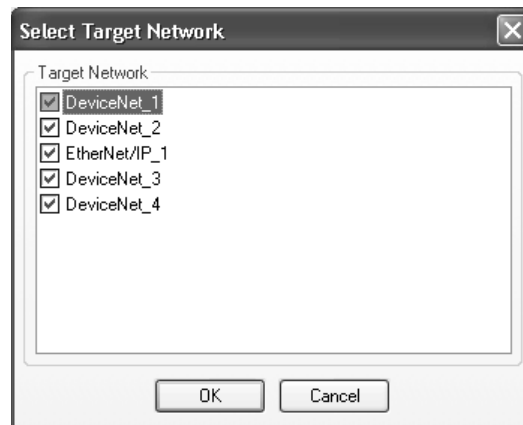 Select Target Network
Target Network
DeviceNet_1
DeviceNet_2
EtherNet/IP_1
DeviceNet_3
DeviceNet_4
OK Cancel